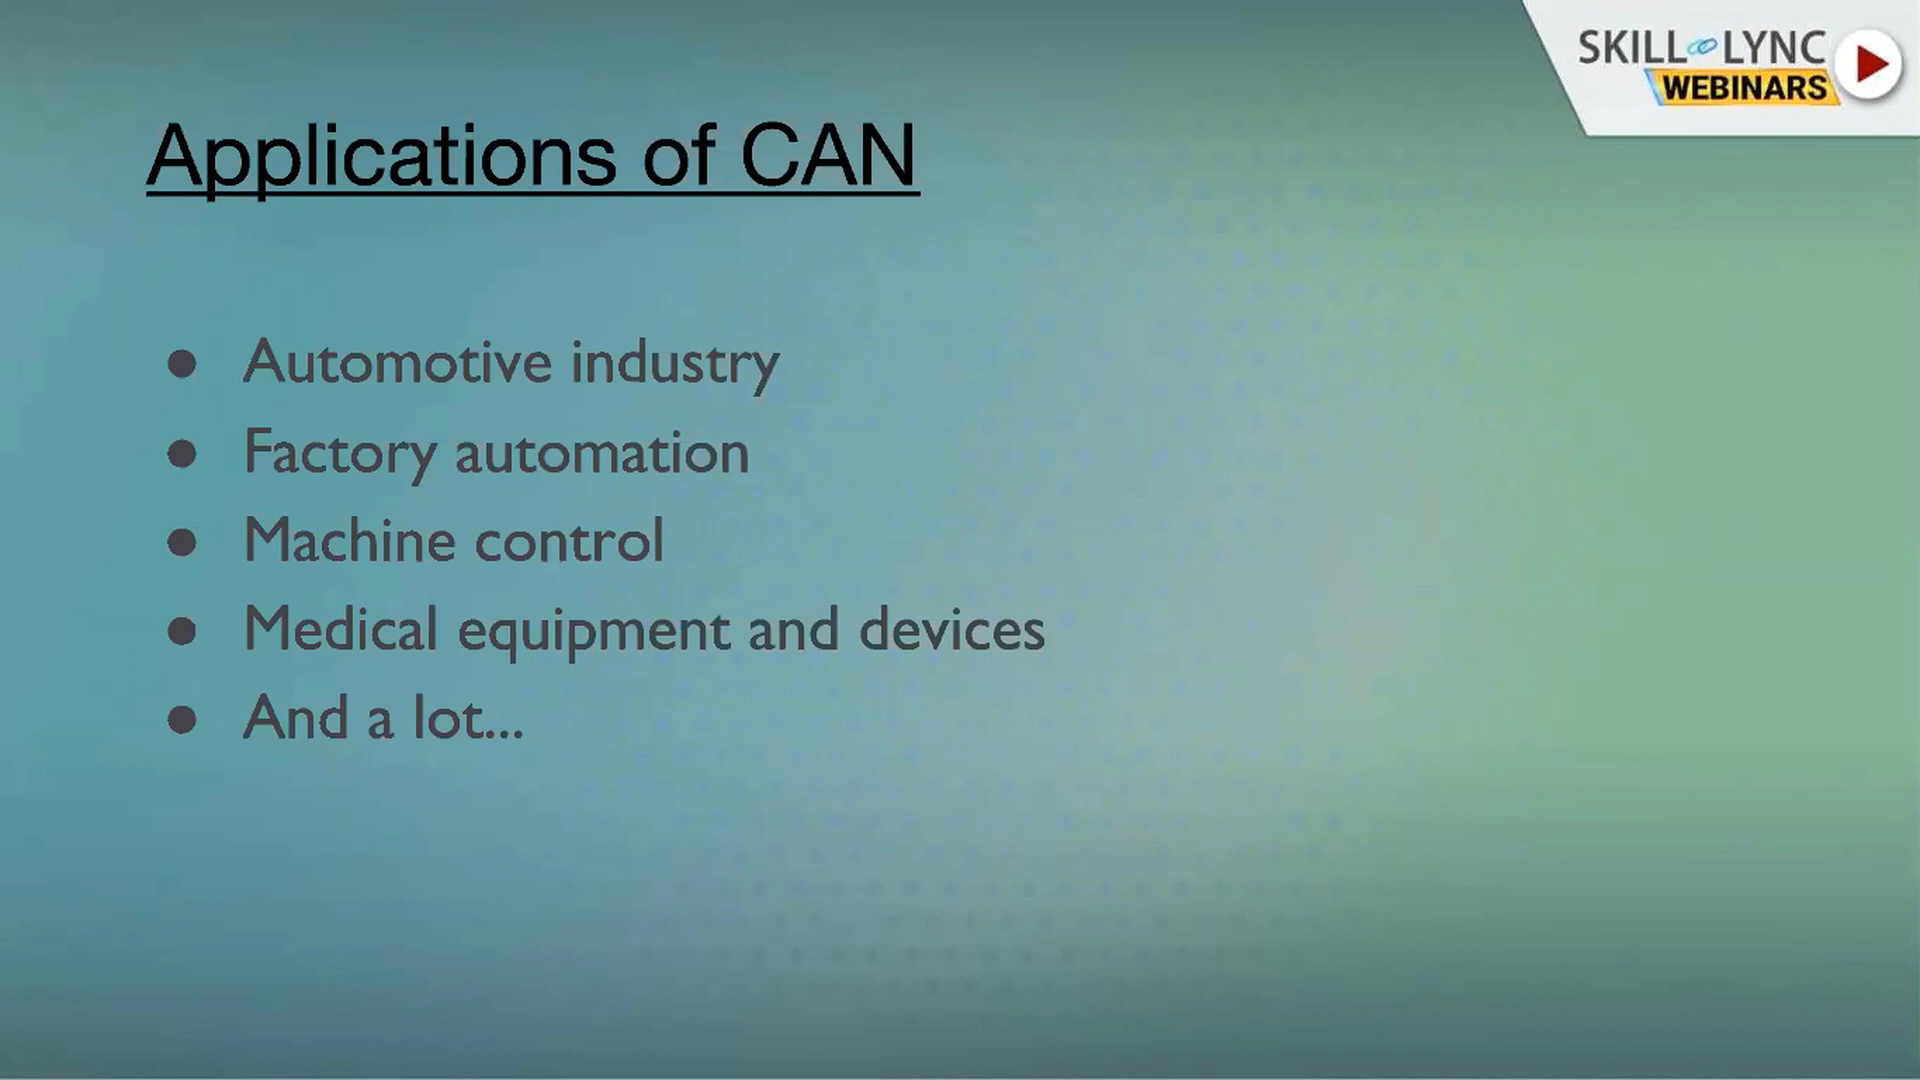 SKILL LYNC
WEBINARS
Applications of CAN
● Automotive industry
● Factory automation
● Machine control
● Medical equipment and devices
● And a lot...